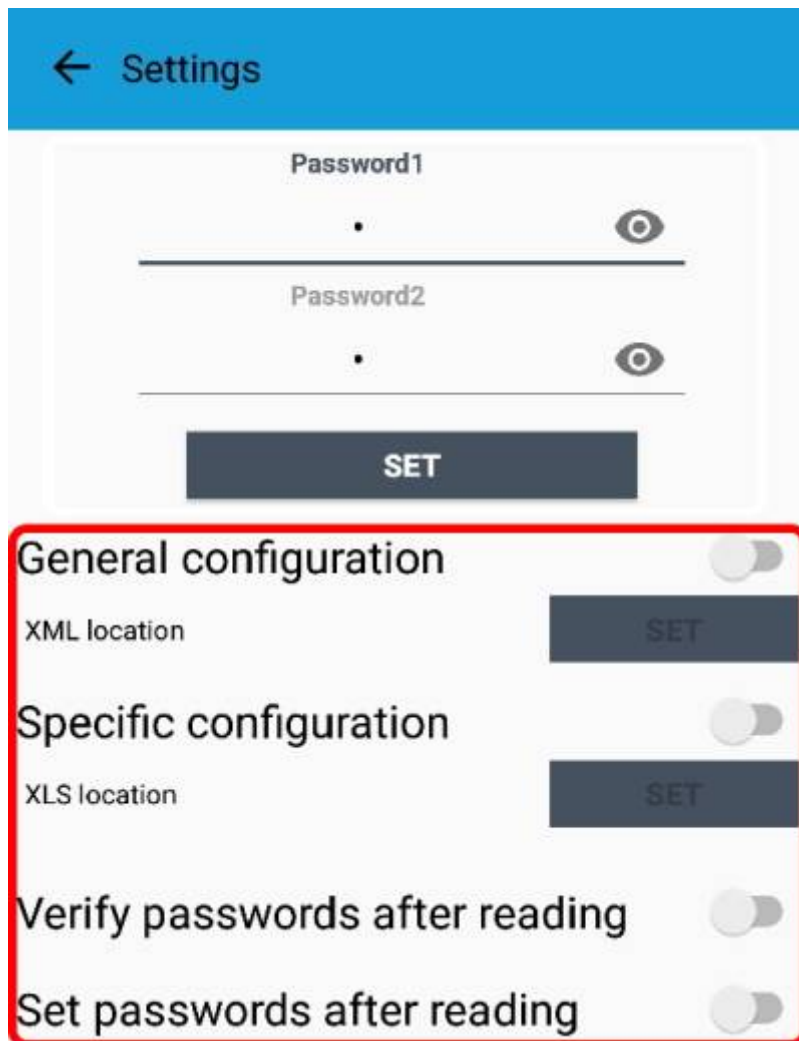 Settings
Password1
Password2
SET
General configuration
XML location
SET
Specific configuration
XLS location
SET
Verify passwords after reading
Set passwords after reading